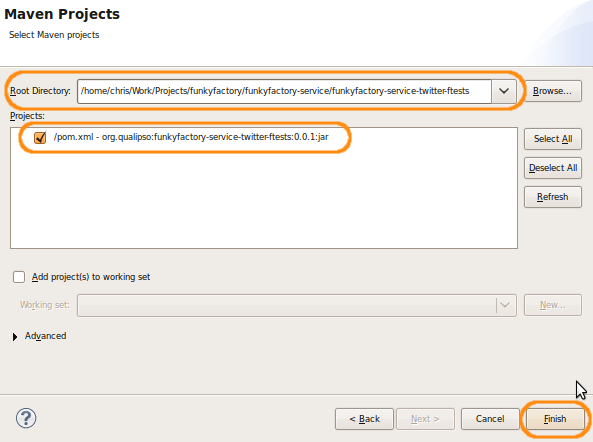 Maven Projects
Select Maven projects
Root Directory: /home/chris/Work/Projects/funkyfactory/funkyfactory-service/funkyfactory-service-twitter-ftests Browse...
Projects:
/pom.xml - org.qualipso:funkyfactory-service-twitter-ftests:0.0.1:jar Select All
Deselect All
Refresh
Add project(s) to working set
Working set: New...
Advanced
? < Back Next > Cancel Finish